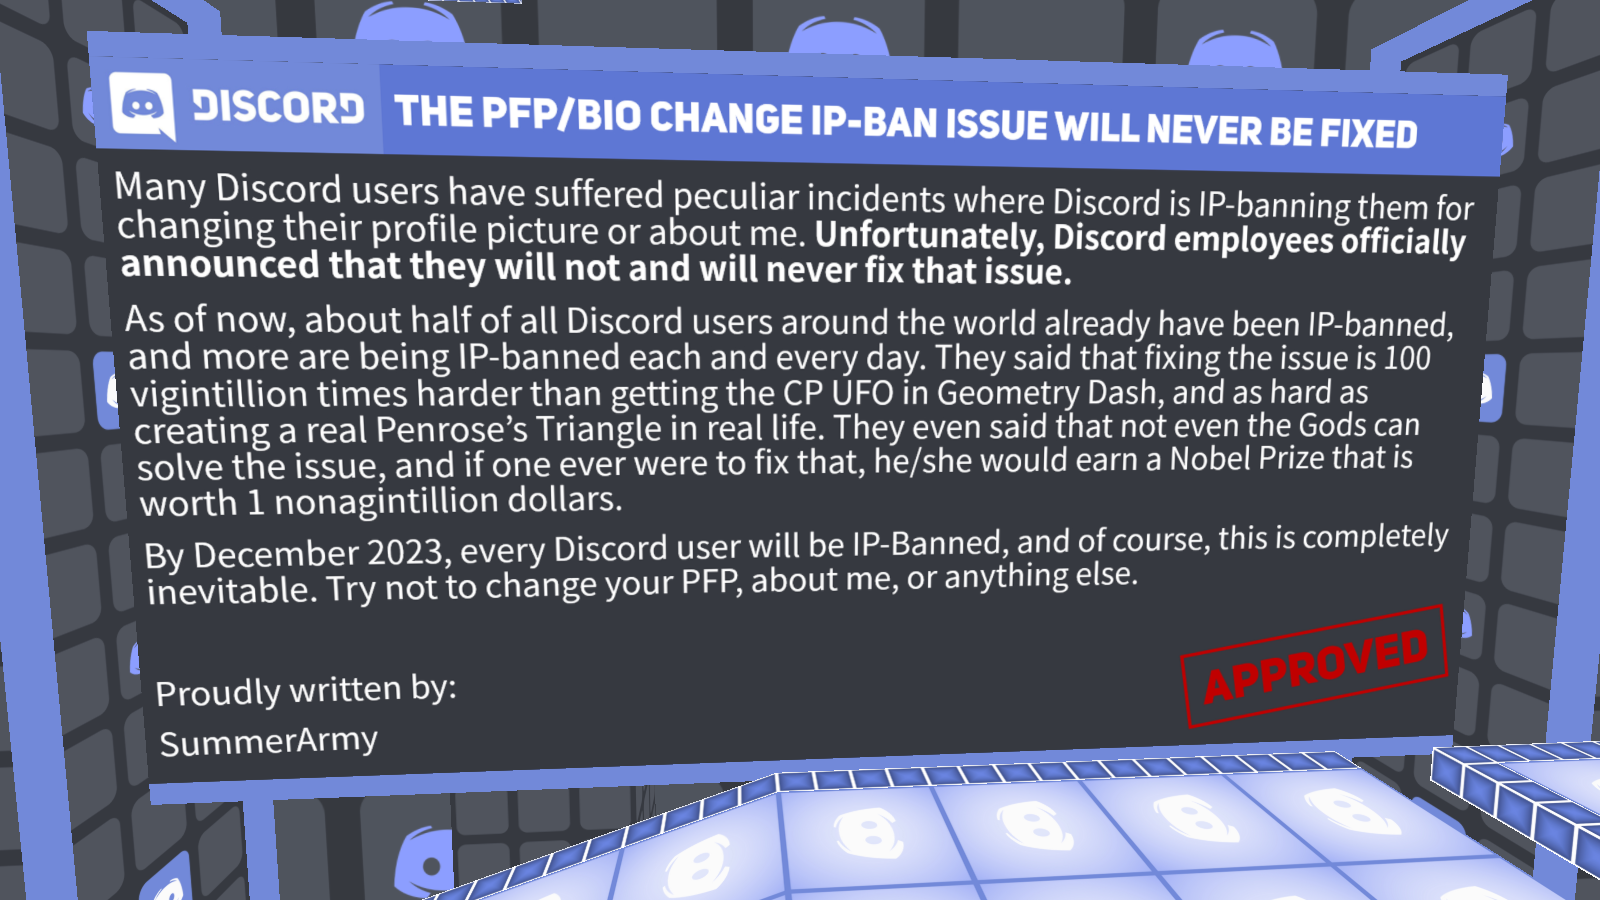 DISCORD THE PFP/BIO CHANGE IP-BAN ISSUE WILL NEVER BE FIXED
Many Discord users have suffered peculiar incidents where Discord is IP-banning them for
changing their profile picture or about me. Unfortunately, Discord employees officially
announced that they will not and will never fix that issue.
As of now, about half of all Discord users around the world already have been IP-banned,
and more are being IP-banned each and every day. They said that fixing the issue is 100
vigintillion times harder than getting the CP UFO in Geometry Dash, and as hard as
creating a real Penrose’s Triangle in real life. They even said that not even the Gods can
solve the issue, and if one ever were to fix that, he/she would earn a Nobel Prize that is
worth 1 nonagintillion dollars.
By December 2023, every Discord user will be IP-Banned, and of course, this is completely
inevitable. Try not to change your PFP, about me, or anything else.
APPROVED
Proudly written by:
SummerArmy